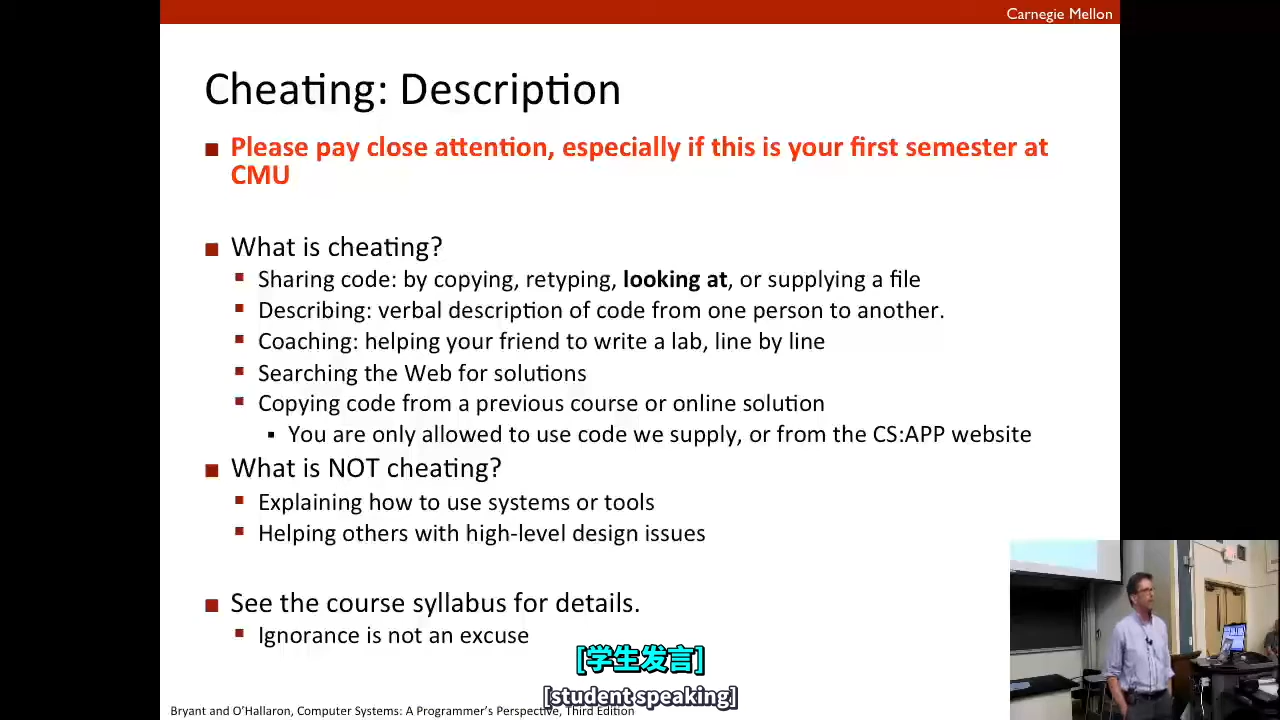 Carnegie Mellon
Cheating: Description
Please pay close attention, especially if this is your first semester at
CMU
What is cheating?
Sharing code: by copying, retyping, looking at, or supplying a file
Describing: verbal description of code from one person to another.
Coaching: helping your friend to write a lab, line by line
Searching the Web for solutions
Copying code from a previous course or online solution
You are only allowed to use code we supply, or from the CS:APP website
What is NOT cheating?
Explaining how to use systems or tools
Helping others with high-level design issues
See the course syllabus for details.
Ignorance is not an excuse
[学生发言]
[student speaking]
Bryant and O'Hallaron, Computer Systems: A Programmer's Perspective, Third Edition